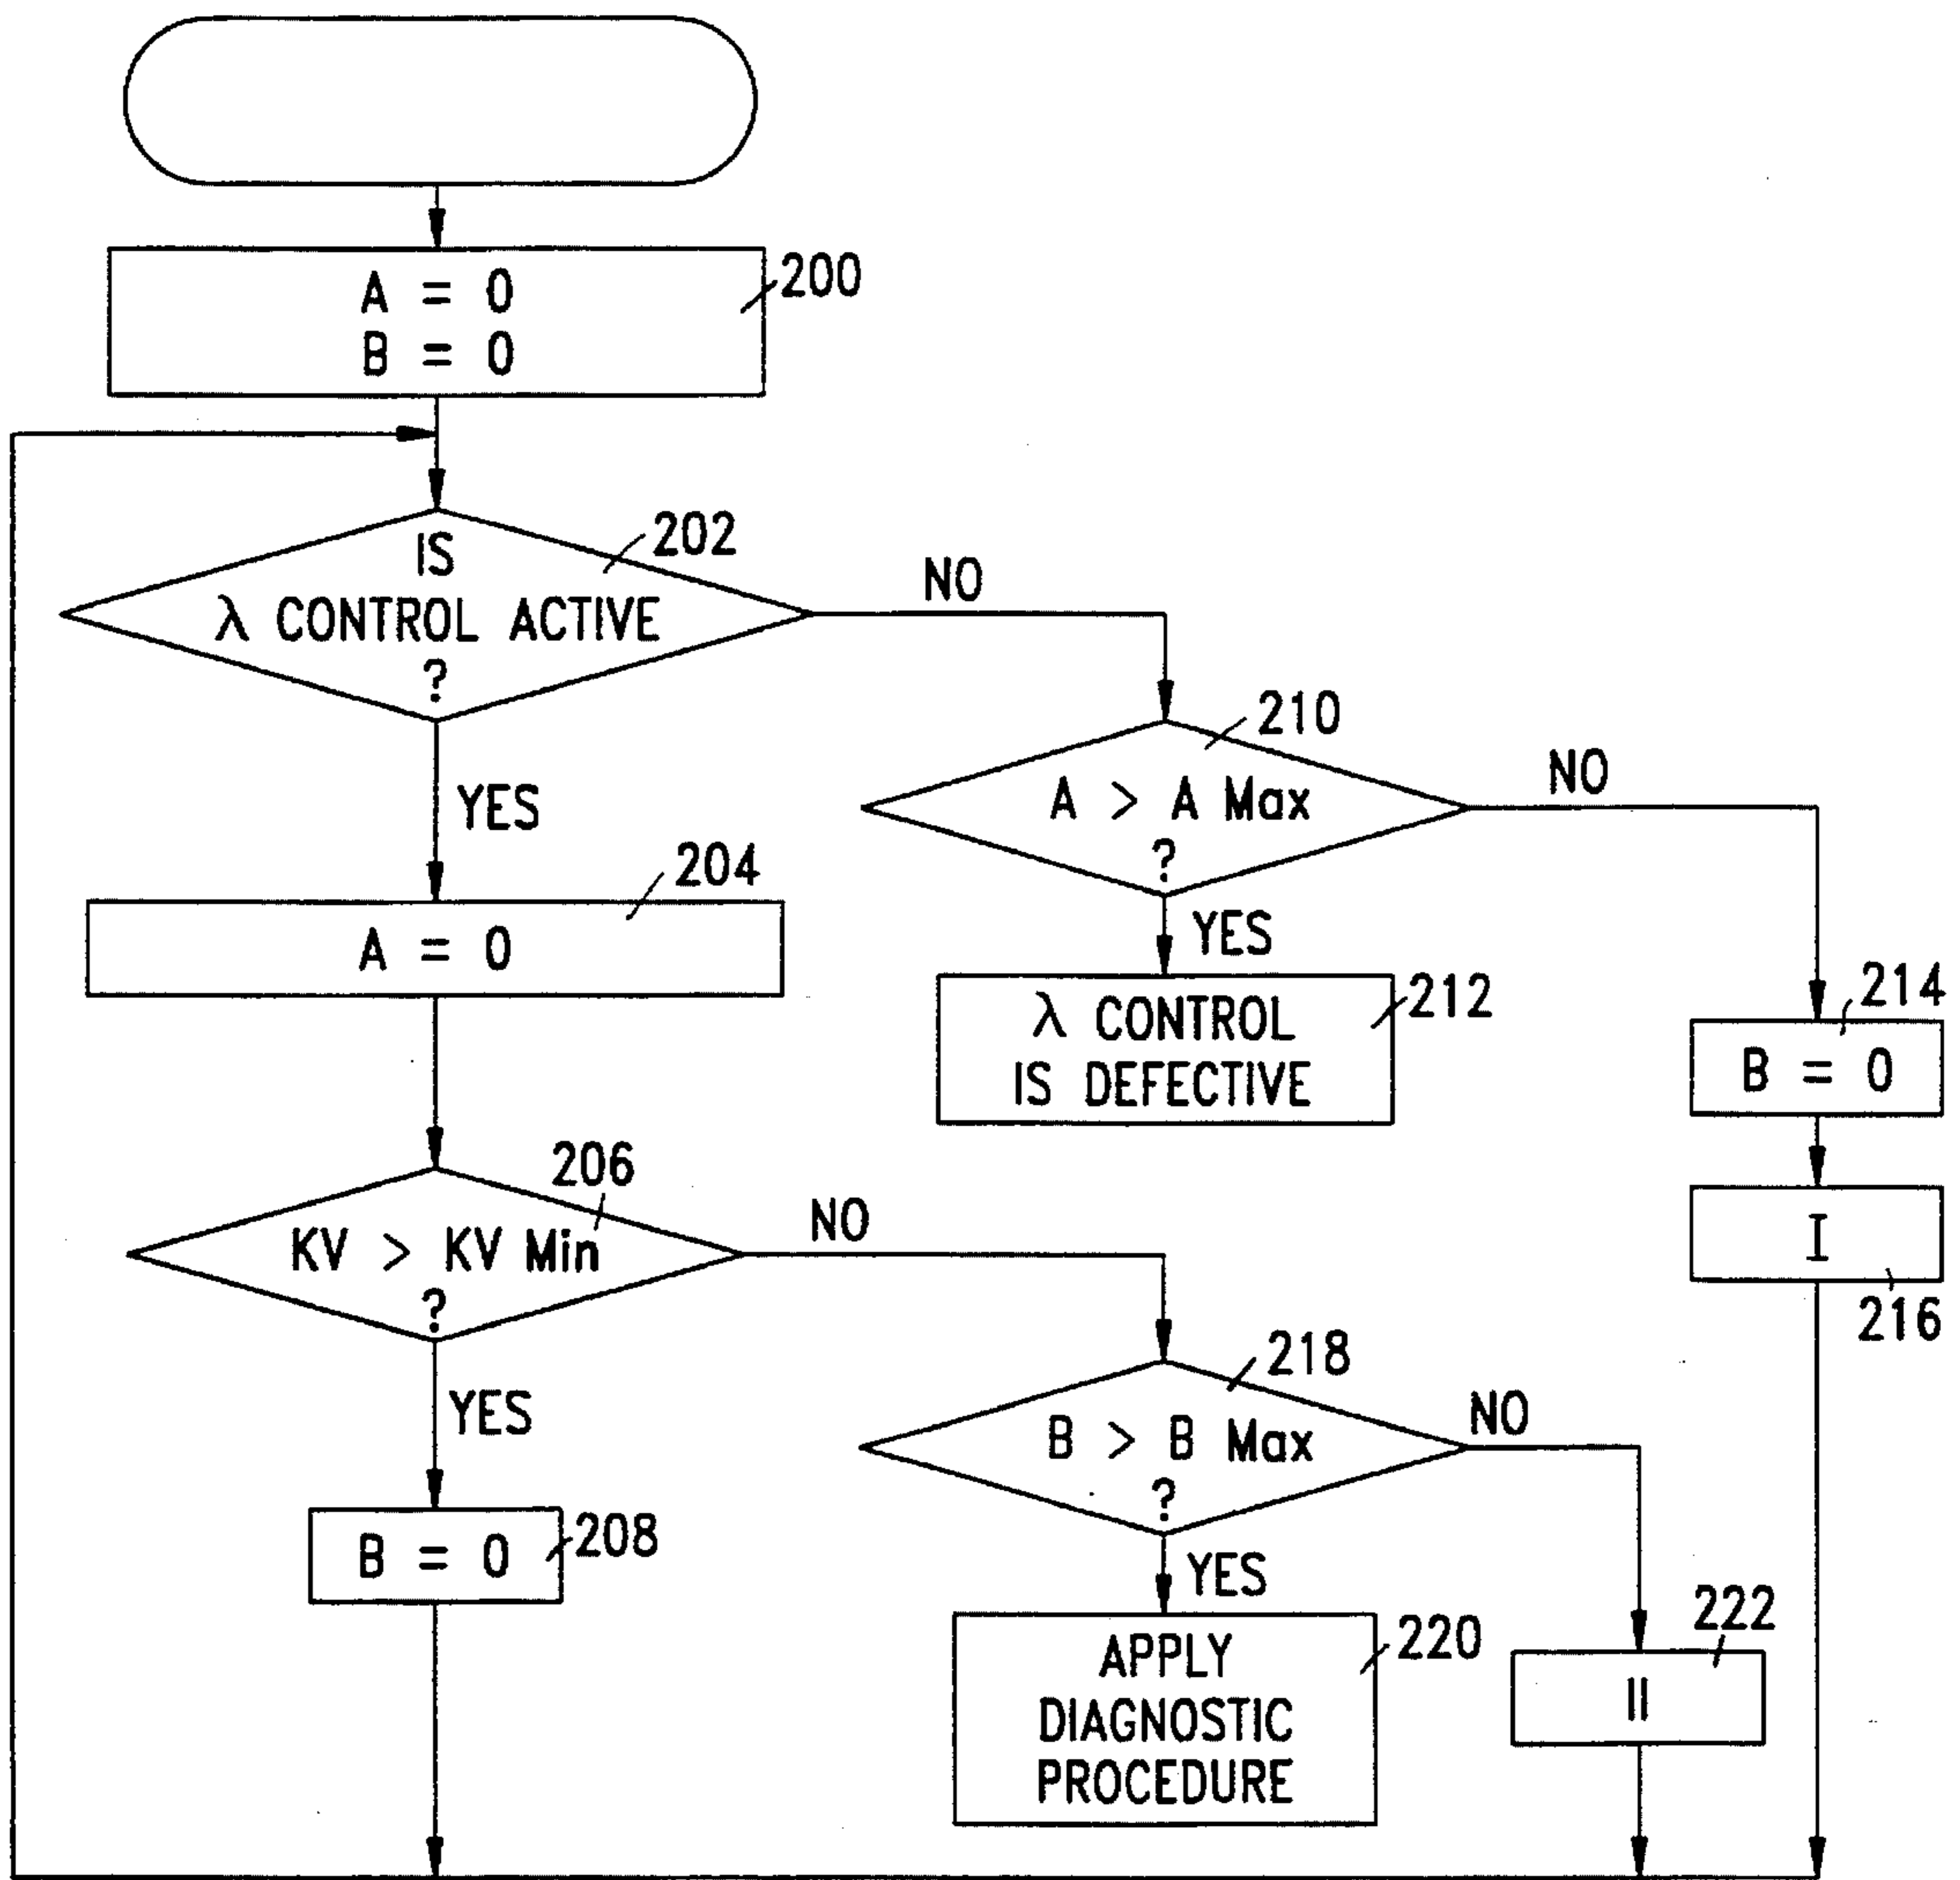 A = 0
B = 0
200
IS
λ CONTROL ACTIVE
?
202
NO
YES
A > A Max
?
210
NO
YES
A = 0
204
λ CONTROL
IS DEFECTIVE
212
B = 0
214
I
216
KV > KV Min
?
206
NO
YES
B > B Max
?
218
NO
YES
B = 0
208
APPLY
DIAGNOSTIC
PROCEDURE
220
II
222